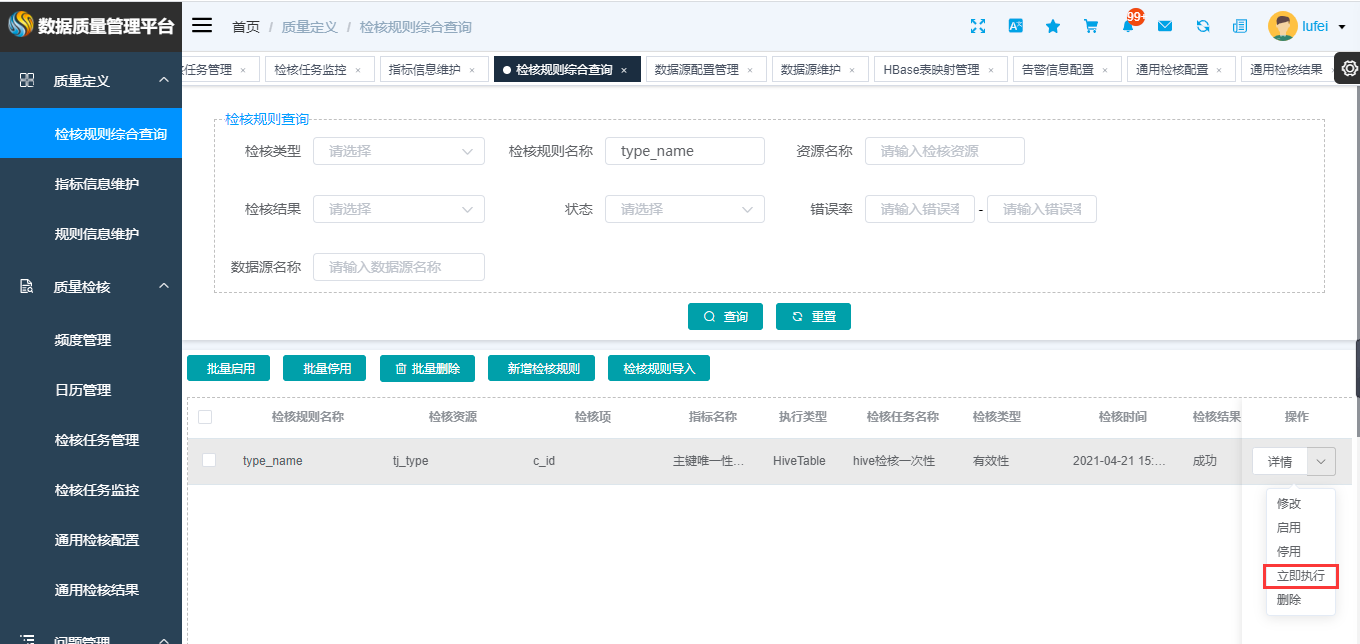 数据质量管理平台
首页 / 质量定义 / 检核规则综合查询
99+
lufei
任务管理 × 检核任务监控 × 指标信息维护 × 检核规则综合查询 × 数据源配置管理 × 数据源维护 × HBase表映射管理 × 告警信息配置 × 通用检核配置 × 通用检核结果
质量定义
检核规则综合查询
指标信息维护
规则信息维护
质量检核
频度管理
日历管理
检核任务管理
检核任务监控
通用检核配置
通用检核结果
问题管理
检核规则查询
检核类型 请选择 检核规则名称 type_name 资源名称 请输入检核资源
检核结果 请选择 状态 请选择 错误率 请输入错误率 - 请输入错误率
数据源名称 请输入数据源名称
查询 重置
批量启用 批量停用 批量删除 新增检核规则 检核规则导入
检核规则名称 检核资源 检核项 指标名称 执行类型 检核任务名称 检核类型 检核时间 检核结果 操作
type_name tj_type c_id 主键唯一性... HiveTable hive检核一次性 有效性 2021-04-21 15:... 成功 详情
修改
启用
停用
立即执行
删除